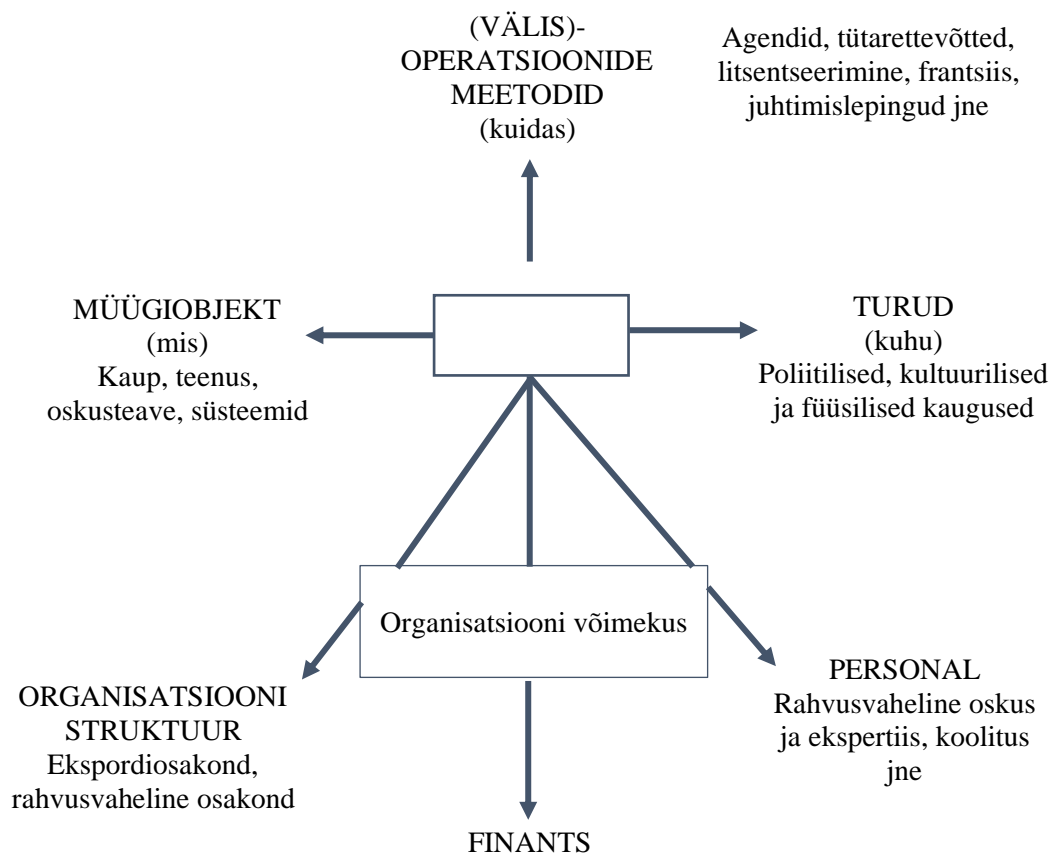 (VÄLIS)-
OPERATSIOONIDE
MEETODID
(kuidas)
Agendid, tütarettevõtted,
litsentseerimine, frantsiis,
juhtimislepingud jne
MÜÜGIOBJEKT
(mis)
Kaup, teenus,
oskusteave, süsteemid
TURUD
(kuhu)
Poliitilised, kultuurilised
ja füüsilised kaugused
Organisatsiooni võimekus
ORGANISATSIOONI
STRUKTUUR
Ekspordiosakond,
rahvusvaheline osakond
PERSONAL
Rahvusvaheline oskus
ja ekspertiis, koolitus
jne
FINANTS